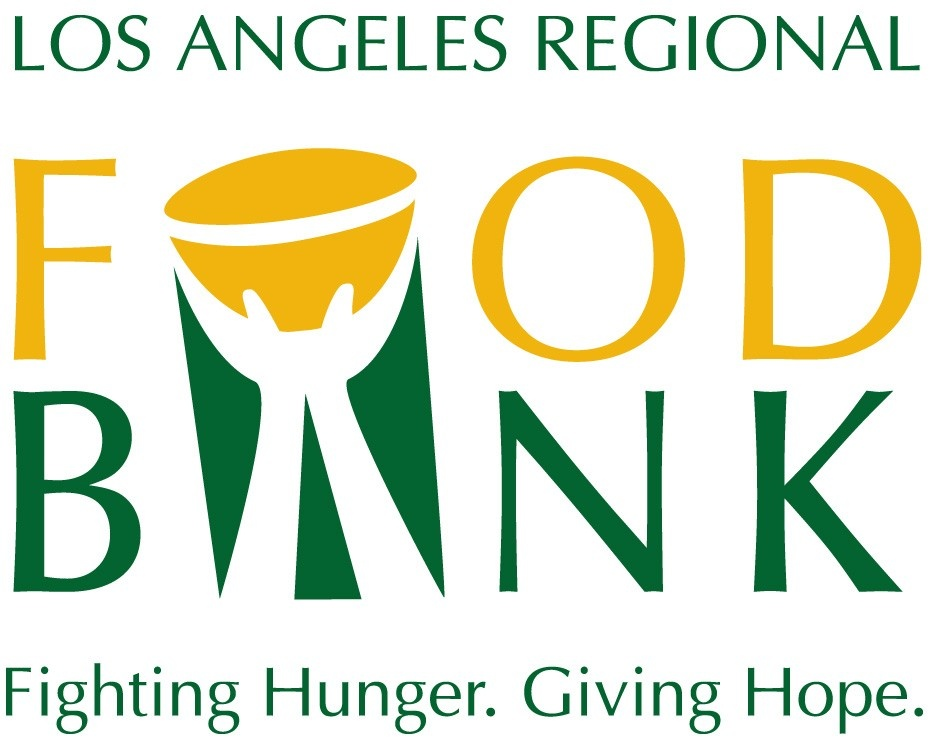 LOS ANGELES REGIONAL
FOOD
BANK
Fighting Hunger. Giving Hope.